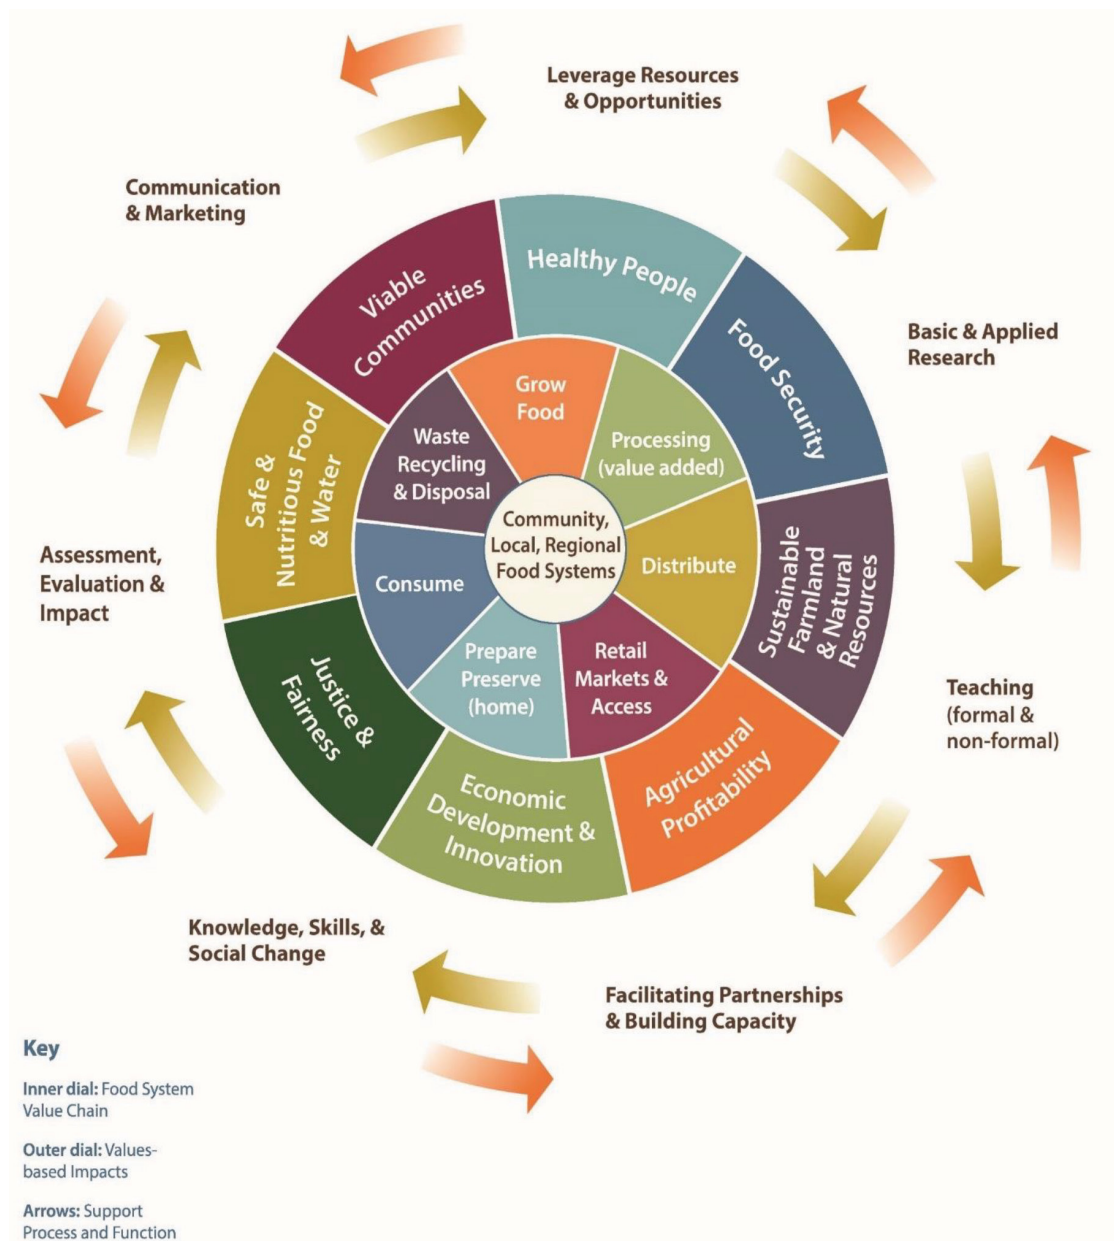 Leverage Resources
& Opportunities
Communication
& Marketing
Basic & Applied
Research
Assessment,
Evaluation &
Impact
Teaching
(formal &
non-formal)
Knowledge, Skills, &
Social Change
Facilitating Partnerships
& Building Capacity
Healthy People
Food Security
Sustainable
Farmland
& Natural
Resources
Agricultural
Profitability
Economic
Development &
Innovation
Justice &
Fairness
Safe &
Nutritious Food
& Water
Viable
Communities
Grow
Food
Processing
(value added)
Distribute
Retail
Markets &
Access
Prepare
Preserve
(home)
Consume
Waste
Recycling
& Disposal
Community,
Local, Regional
Food Systems
Key
Inner dial: Food System
Value Chain
Outer dial: Values-
based Impacts
Arrows: Support
Process and Function